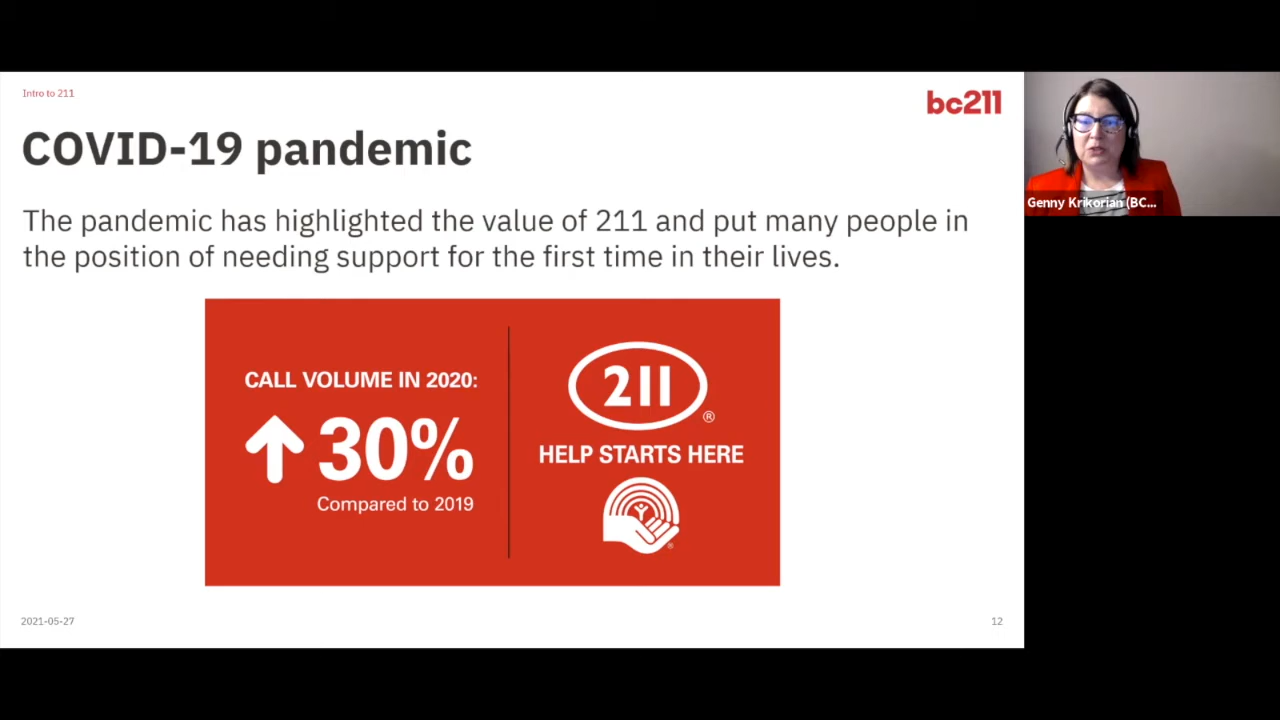 Intro to 211
bc211
COVID-19 pandemic
The pandemic has highlighted the value of 211 and put many people in
the position of needing support for the first time in their lives.
CALL VOLUME IN 2020:
30%
Compared to 2019
211
®
HELP STARTS HERE
®
2021-05-27
12
Genny Krikorian (BC...